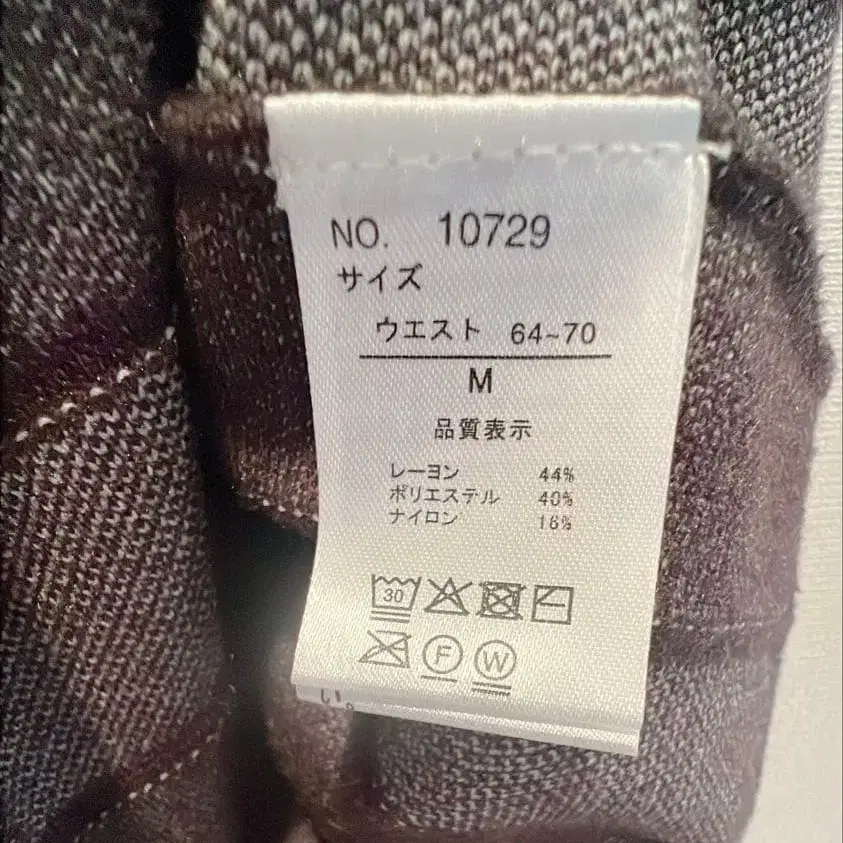 NO. 10729
サイズ
ウエスト 64~70
M
品質表示
レーヨン 44%
ポリエステル 40%
ナイロン 16%
30
F W